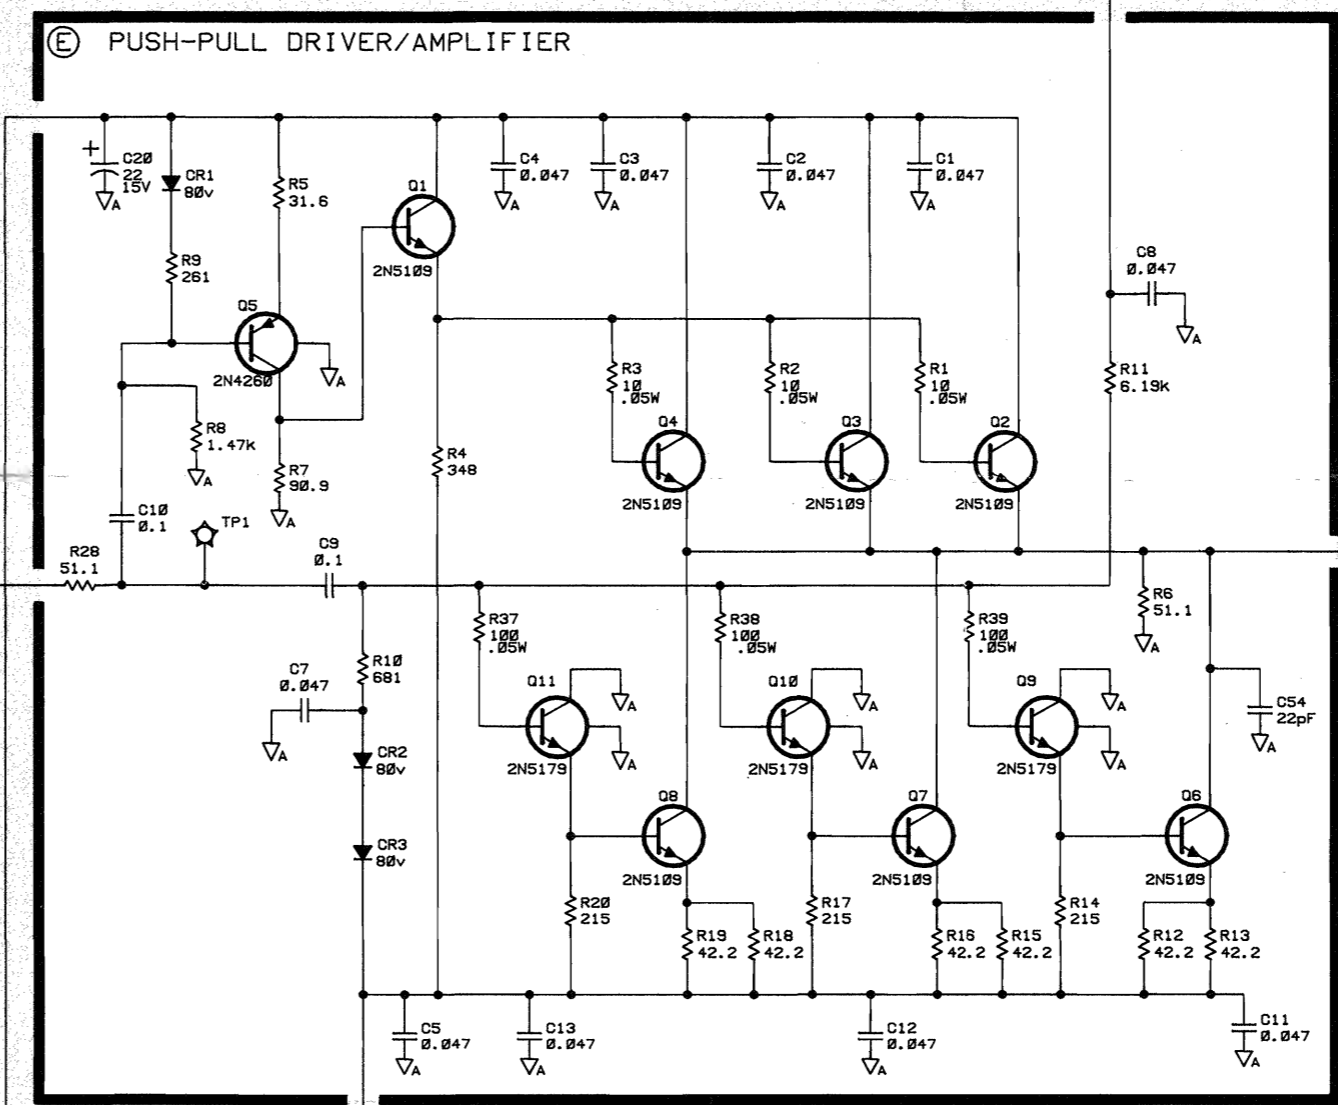 E PUSH-PULL DRIVER/AMPLIFIER
+
C20
22
15V
A
CR1
80v
R5
31.6
Q1
2N5109
C4
0.047
A
C3
0.047
A
C2
0.047
A
C1
0.047
A
R9
261
Q5
2N4260
A
C8
0.047
A
R3
10
.05W
R2
10
.05W
R1
10
.05W
R11
6.19k
R8
1.47k
A
R7
90.9
A
R4
348
Q4
2N5109
Q3
2N5109
Q2
2N5109
C10
0.1
TP1
R28
51.1
C9
0.1
R37
100
.05W
R38
100
.05W
R39
100
.05W
R6
51.1
A
C7
0.047
A
R10
681
Q11
2N5179
A
A
Q10
2N5179
A
A
Q9
2N5179
A
A
C54
22pF
A
CR2
80v
CR3
80v
Q8
2N5109
Q7
2N5109
Q6
2N5109
R20
215
R19
42.2
R18
42.2
R17
215
R16
42.2
R15
42.2
R14
215
R12
42.2
R13
42.2
C5
0.047
A
C13
0.047
A
C12
0.047
A
C11
0.047
A